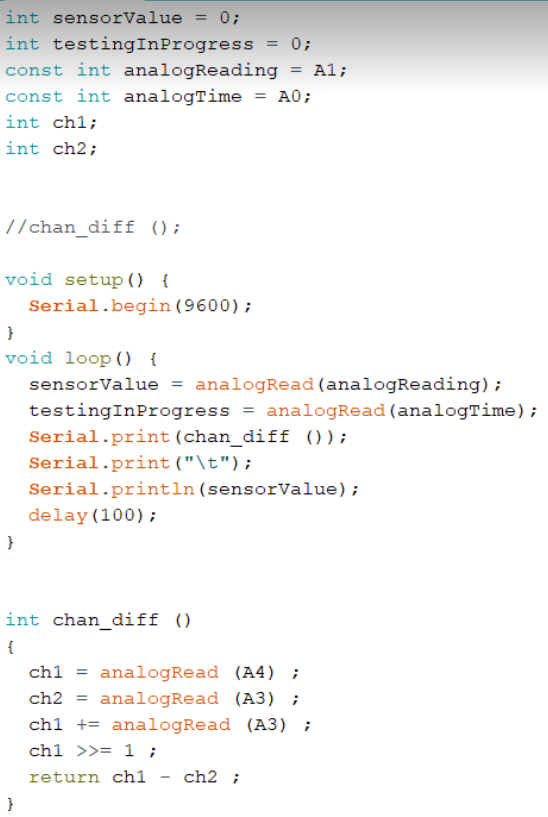 int sensorValue = 0;
int testingInProgress = 0;
const int analogReading = A1;
const int analogTime = A0;
int ch1;
int ch2;
//chan_diff ();
void setup() {
Serial.begin(9600);
}
void loop() {
sensorValue = analogRead(analogReading);
testingInProgress = analogRead(analogTime);
Serial.print(chan_diff ());
Serial.print("\t");
Serial.println(sensorValue);
delay(100);
}
int chan_diff ()
{
ch1 = analogRead (A4) ;
ch2 = analogRead (A3) ;
ch1 += analogRead (A3) ;
ch1 >>= 1 ;
return ch1 - ch2 ;
}